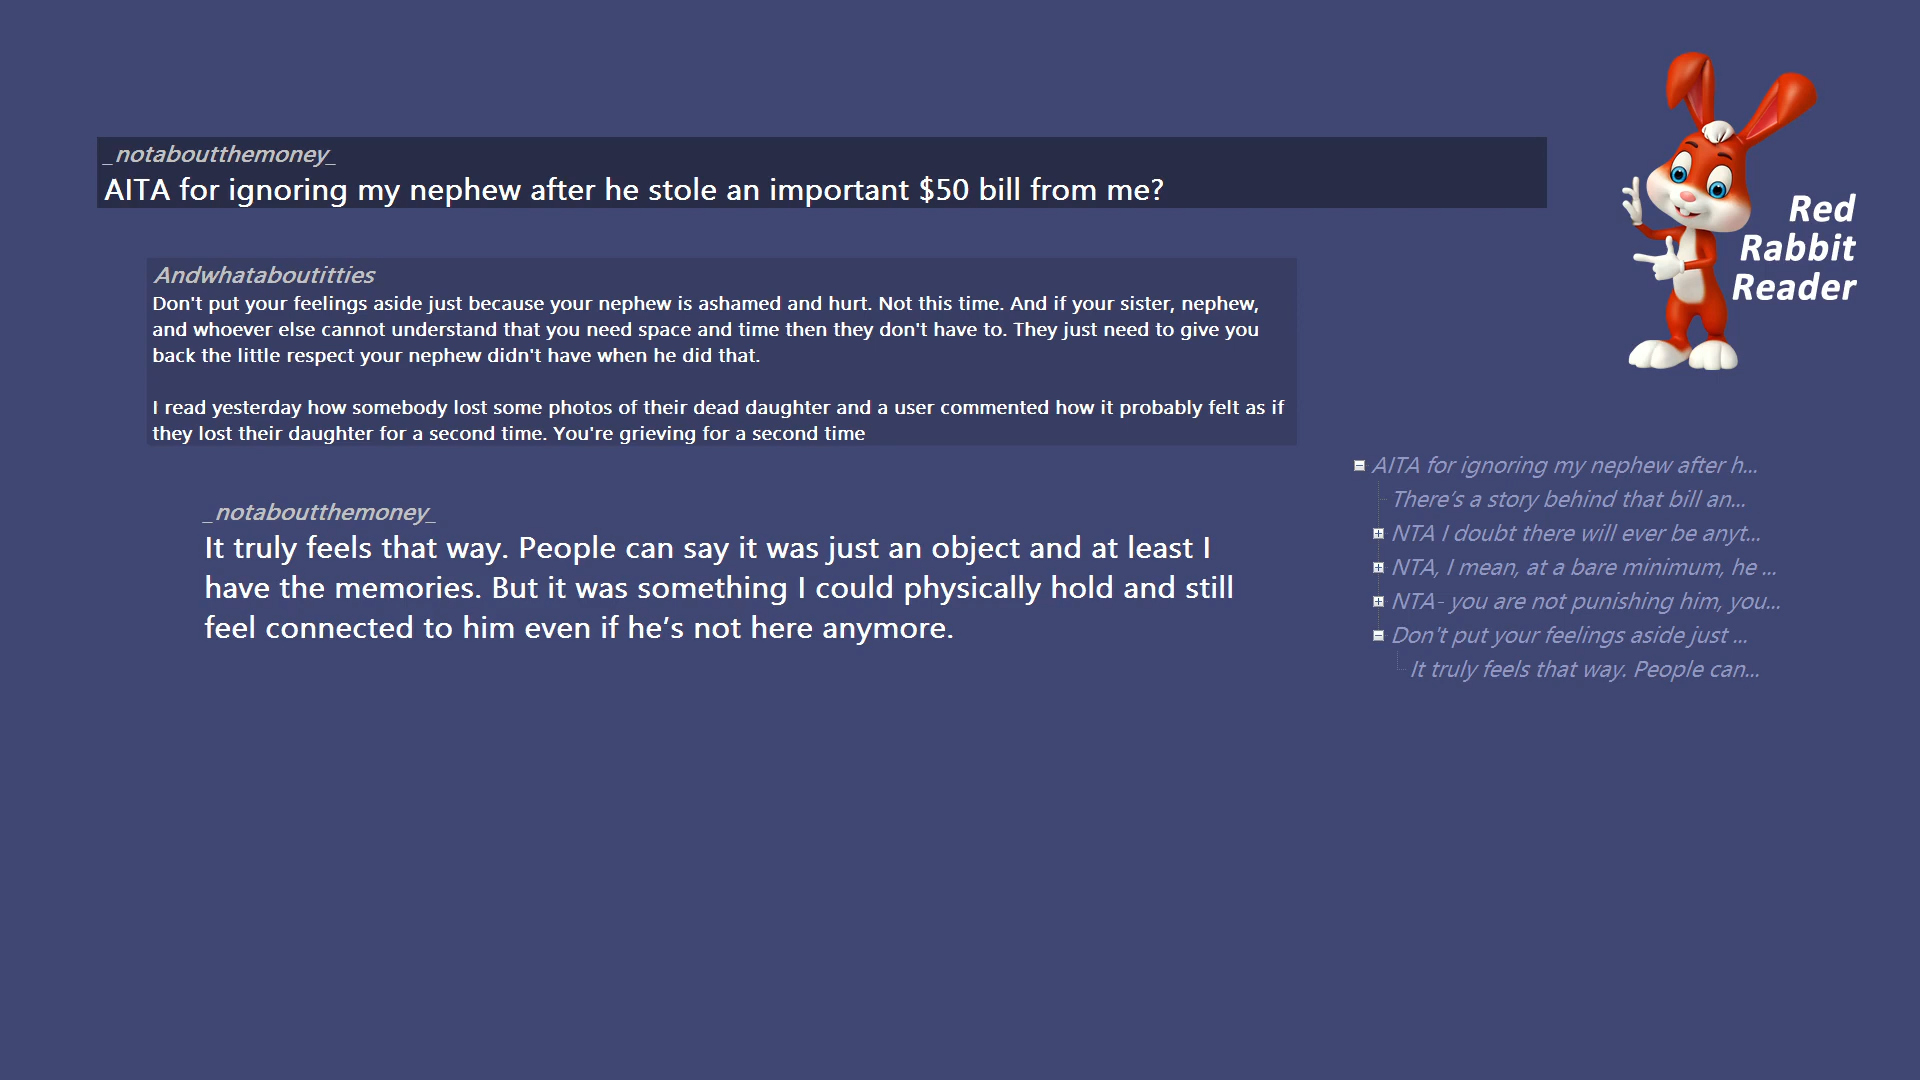 _notaboutthemoney_
AITA for ignoring my nephew after he stole an important $50 bill from me?
Andwhataboutitties
Don't put your feelings aside just because your nephew is ashamed and hurt. Not this time. And if your sister, nephew,
and whoever else cannot understand that you need space and time then they don't have to. They just need to give you
back the little respect your nephew didn't have when he did that.
I read yesterday how somebody lost some photos of their dead daughter and a user commented how it probably felt as if
they lost their daughter for a second time. You're grieving for a second time
_notaboutthemoney_
It truly feels that way. People can say it was just an object and at least I
have the memories. But it was something I could physically hold and still
feel connected to him even if he’s not here anymore.
Red
Rabbit
Reader
AITA for ignoring my nephew after h...
There’s a story behind that bill an...
NTA I doubt there will ever be anyt...
NTA, I mean, at a bare minimum, he ...
NTA- you are not punishing him, you...
Don't put your feelings aside just ...
It truly feels that way. People can...